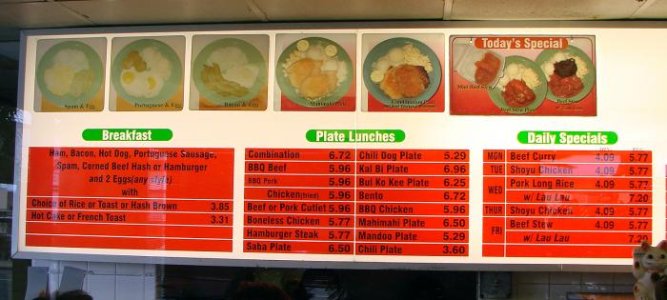 Today's Special
Spam & Egg
Portuguese & Egg
Bacon & Egg
Mahimahi Plate
Combination
Breakfast
Ham, Bacon, Hot Dog, Portuguese Sausage,
Spam, Corned Beef Hash or Hamburger
and 2 Eggs(any style)
with
Choice of Rice or Toast or Hash Brown 3.85
Hot Cake or French Toast 3.31
Plate Lunches
Combination 6.72 Chili Dog Plate 5.29
BBQ Beef 5.96 Kal Bi Plate 6.96
BBQ Pork 5.96 Bul Ko Kee Plate 6.25
Chicken 5.96 Bento 6.72
Beef or Pork Cutlet 5.96 BBQ Chicken 5.96
Boneless Chicken 5.77 Mahimahi Plate 6.50
Hamburger Steak 5.77 Mandoo Plate 5.29
Saba Plate 6.50 Chili Plate 3.60
Daily Specials
MON Beef Curry 4.09 5.77
TUE Shoyu Chicken 4.09 5.77
WED Pork Long Rice 4.09 5.77
w/ Lau Lau 7.20
THUR Shoyu Chicken 4.09 5.77
FRI Beef Stew 4.09 5.77
w/ Lau Lau 7.20